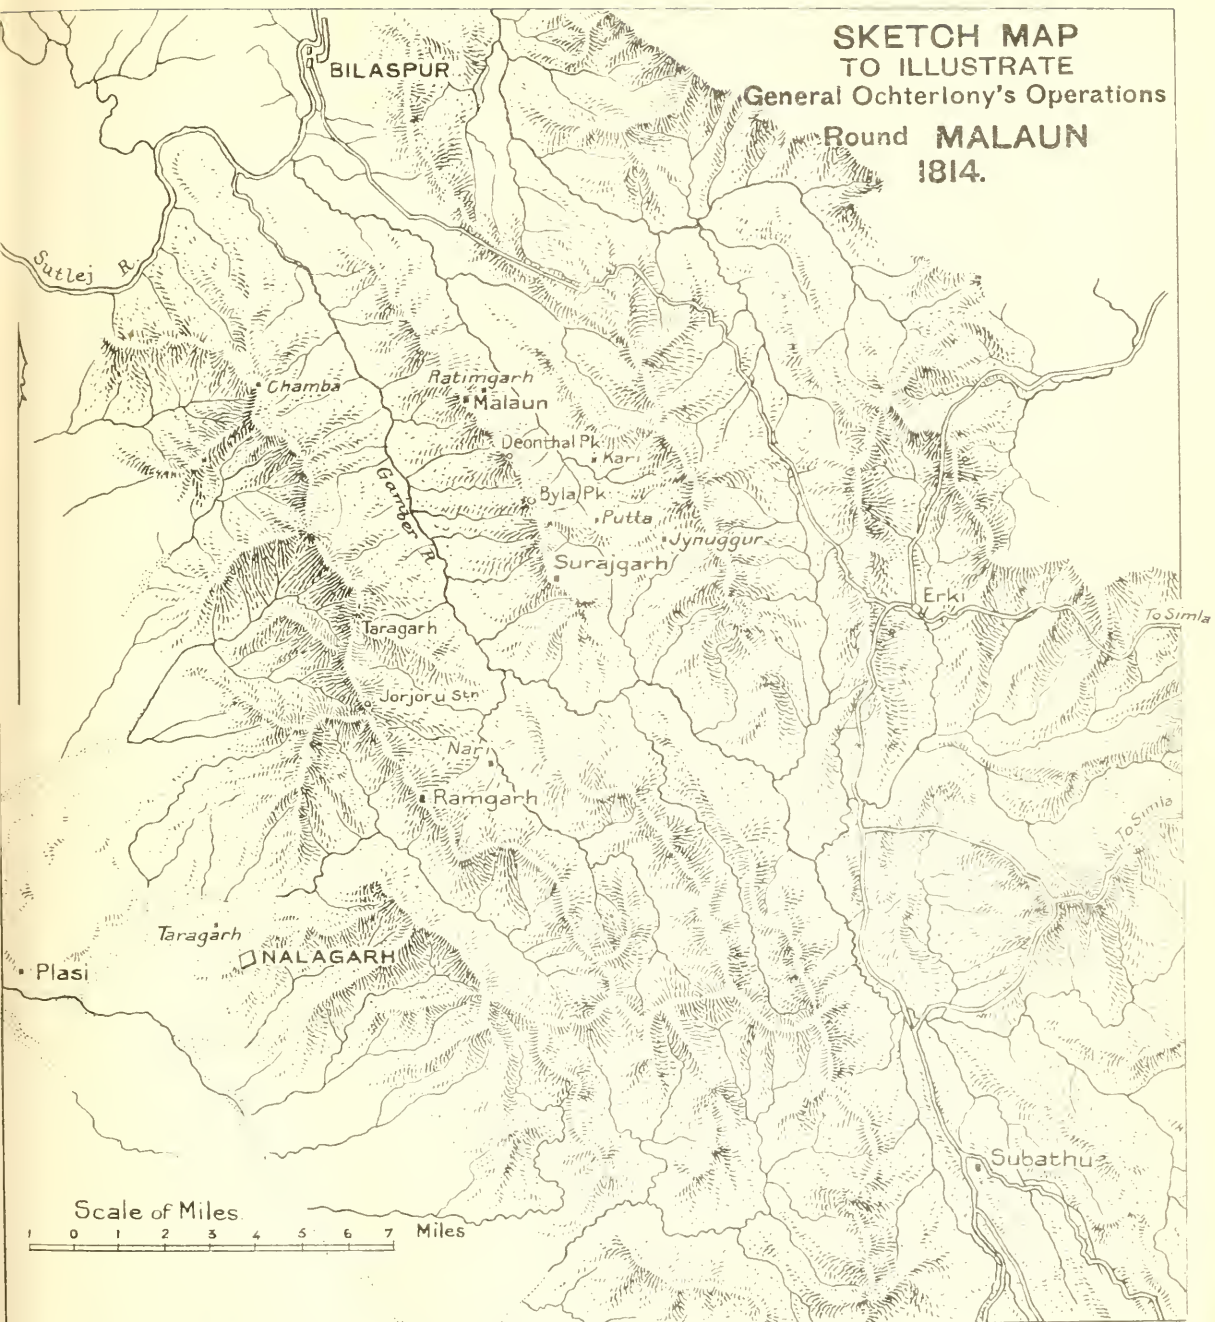 SKETCH MAP
TO ILLUSTRATE
General Ochterlony's Operations
Round MALAUN
1814.
BILASPUR
Sutlej R
Chamba
Ratimgarh
Malaun
Deonthal Pk
Kari
Gamber R
Byla Pk
Putta
Jynuggur
Surajgarh
Erki
To Simla
Taragarh
Jorjoru Stn
Nari
Ramgarh
To Simla
Taragarh
NALAGARH
Plasi
Subathu
Scale of Miles
1 0 1 2 3 4 5 6 7 Miles